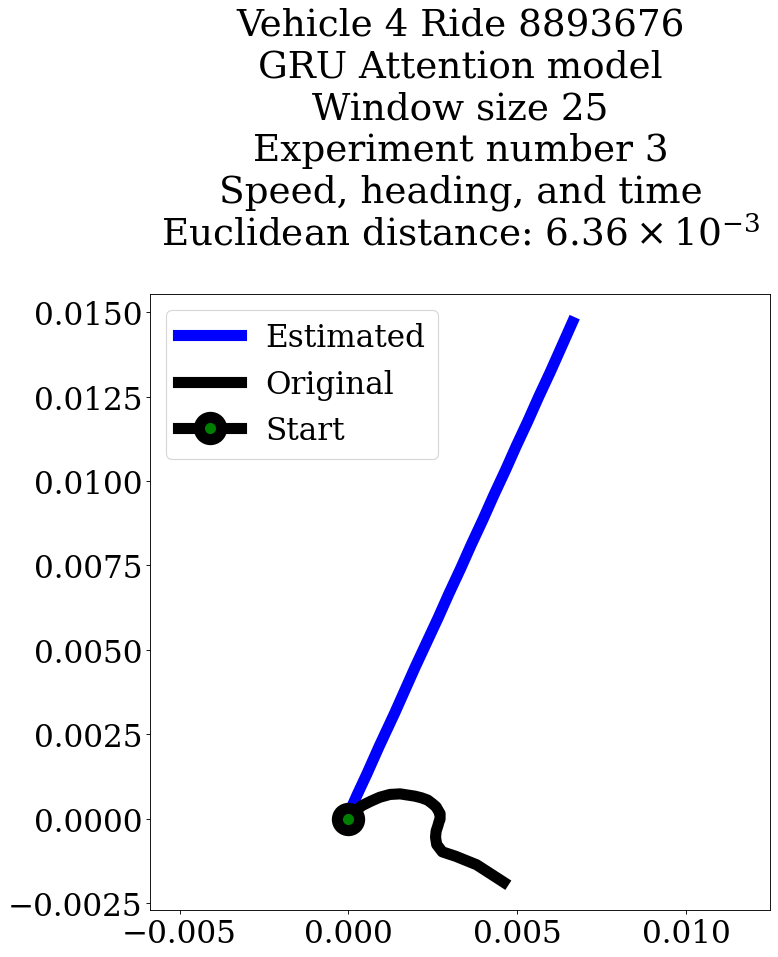 Vehicle 4 Ride 8893676
GRU Attention model
Window size 25
Experiment number 3
Speed, heading, and time
Euclidean distance: 6.36 × 10⁻³
Estimated
Original
Start
0.0150
0.0125
0.0100
0.0075
0.0050
0.0025
0.0000
−0.0025
−0.005 0.000 0.005 0.010